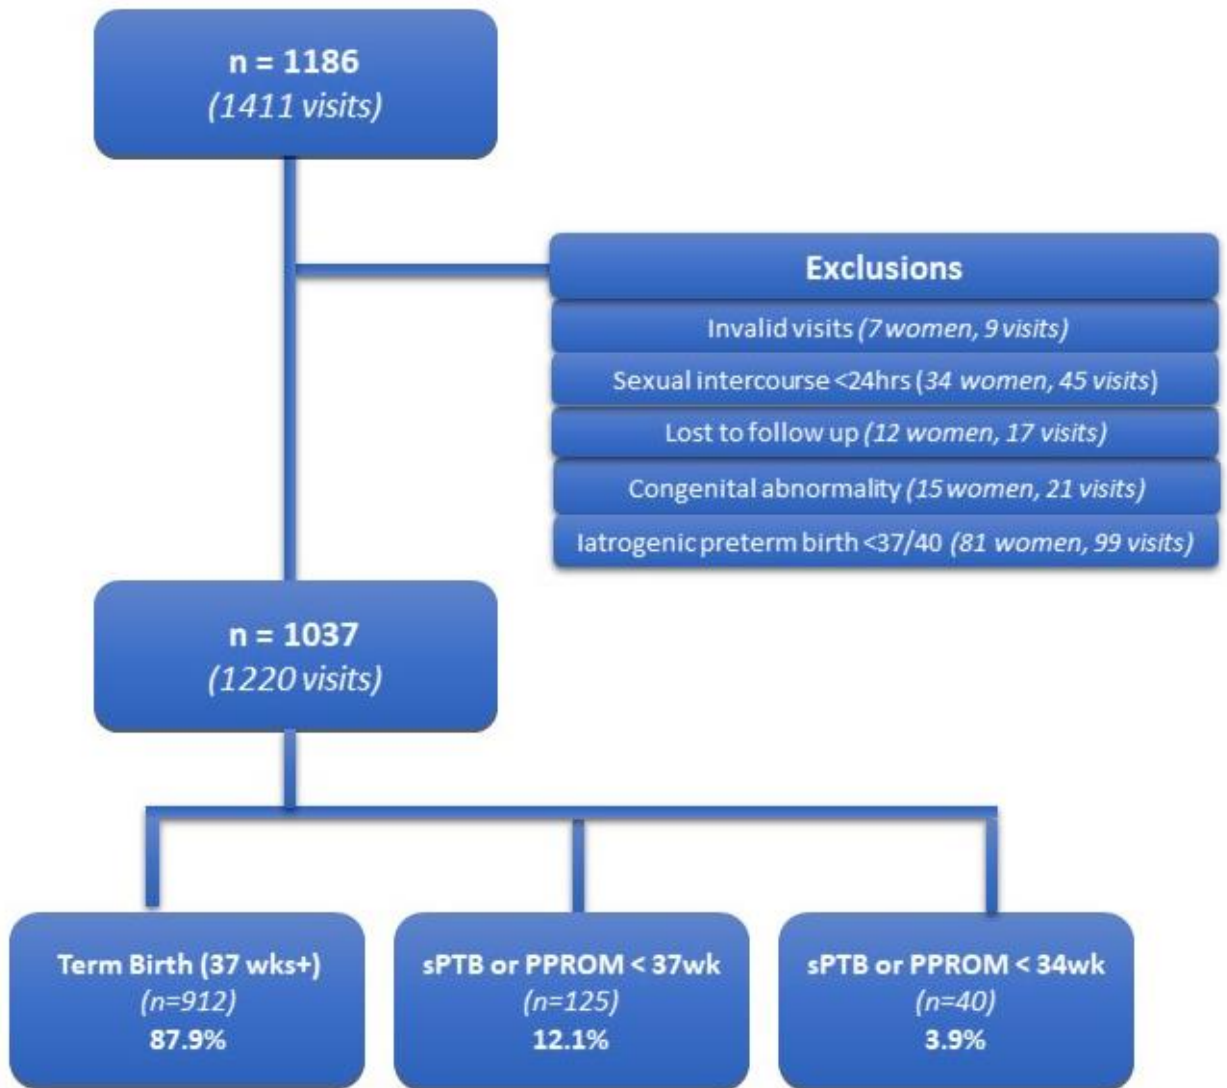 n = 1186
(1411 visits)
Exclusions
Invalid visits (7 women, 9 visits)
Sexual intercourse <24hrs (34 women, 45 visits)
Lost to follow up (12 women, 17 visits)
Congenital abnormality (15 women, 21 visits)
Iatrogenic preterm birth <37/40 (81 women, 99 visits)
n = 1037
(1220 visits)
Term Birth (37 wks+)
(n=912)
87.9%
sPTB or PPROM < 37wk
(n=125)
12.1%
sPTB or PPROM < 34wk
(n=40)
3.9%